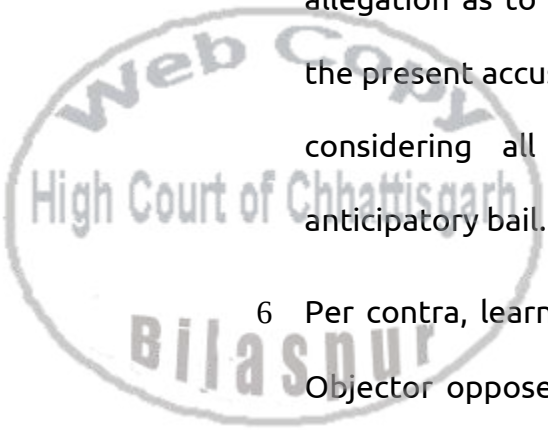 allegation as to
the present accus
considering all
anticipatory bail.
6 Per contra, learn
Objector oppose
Web Copy
High Court of Chhattisgarh
Bilaspur